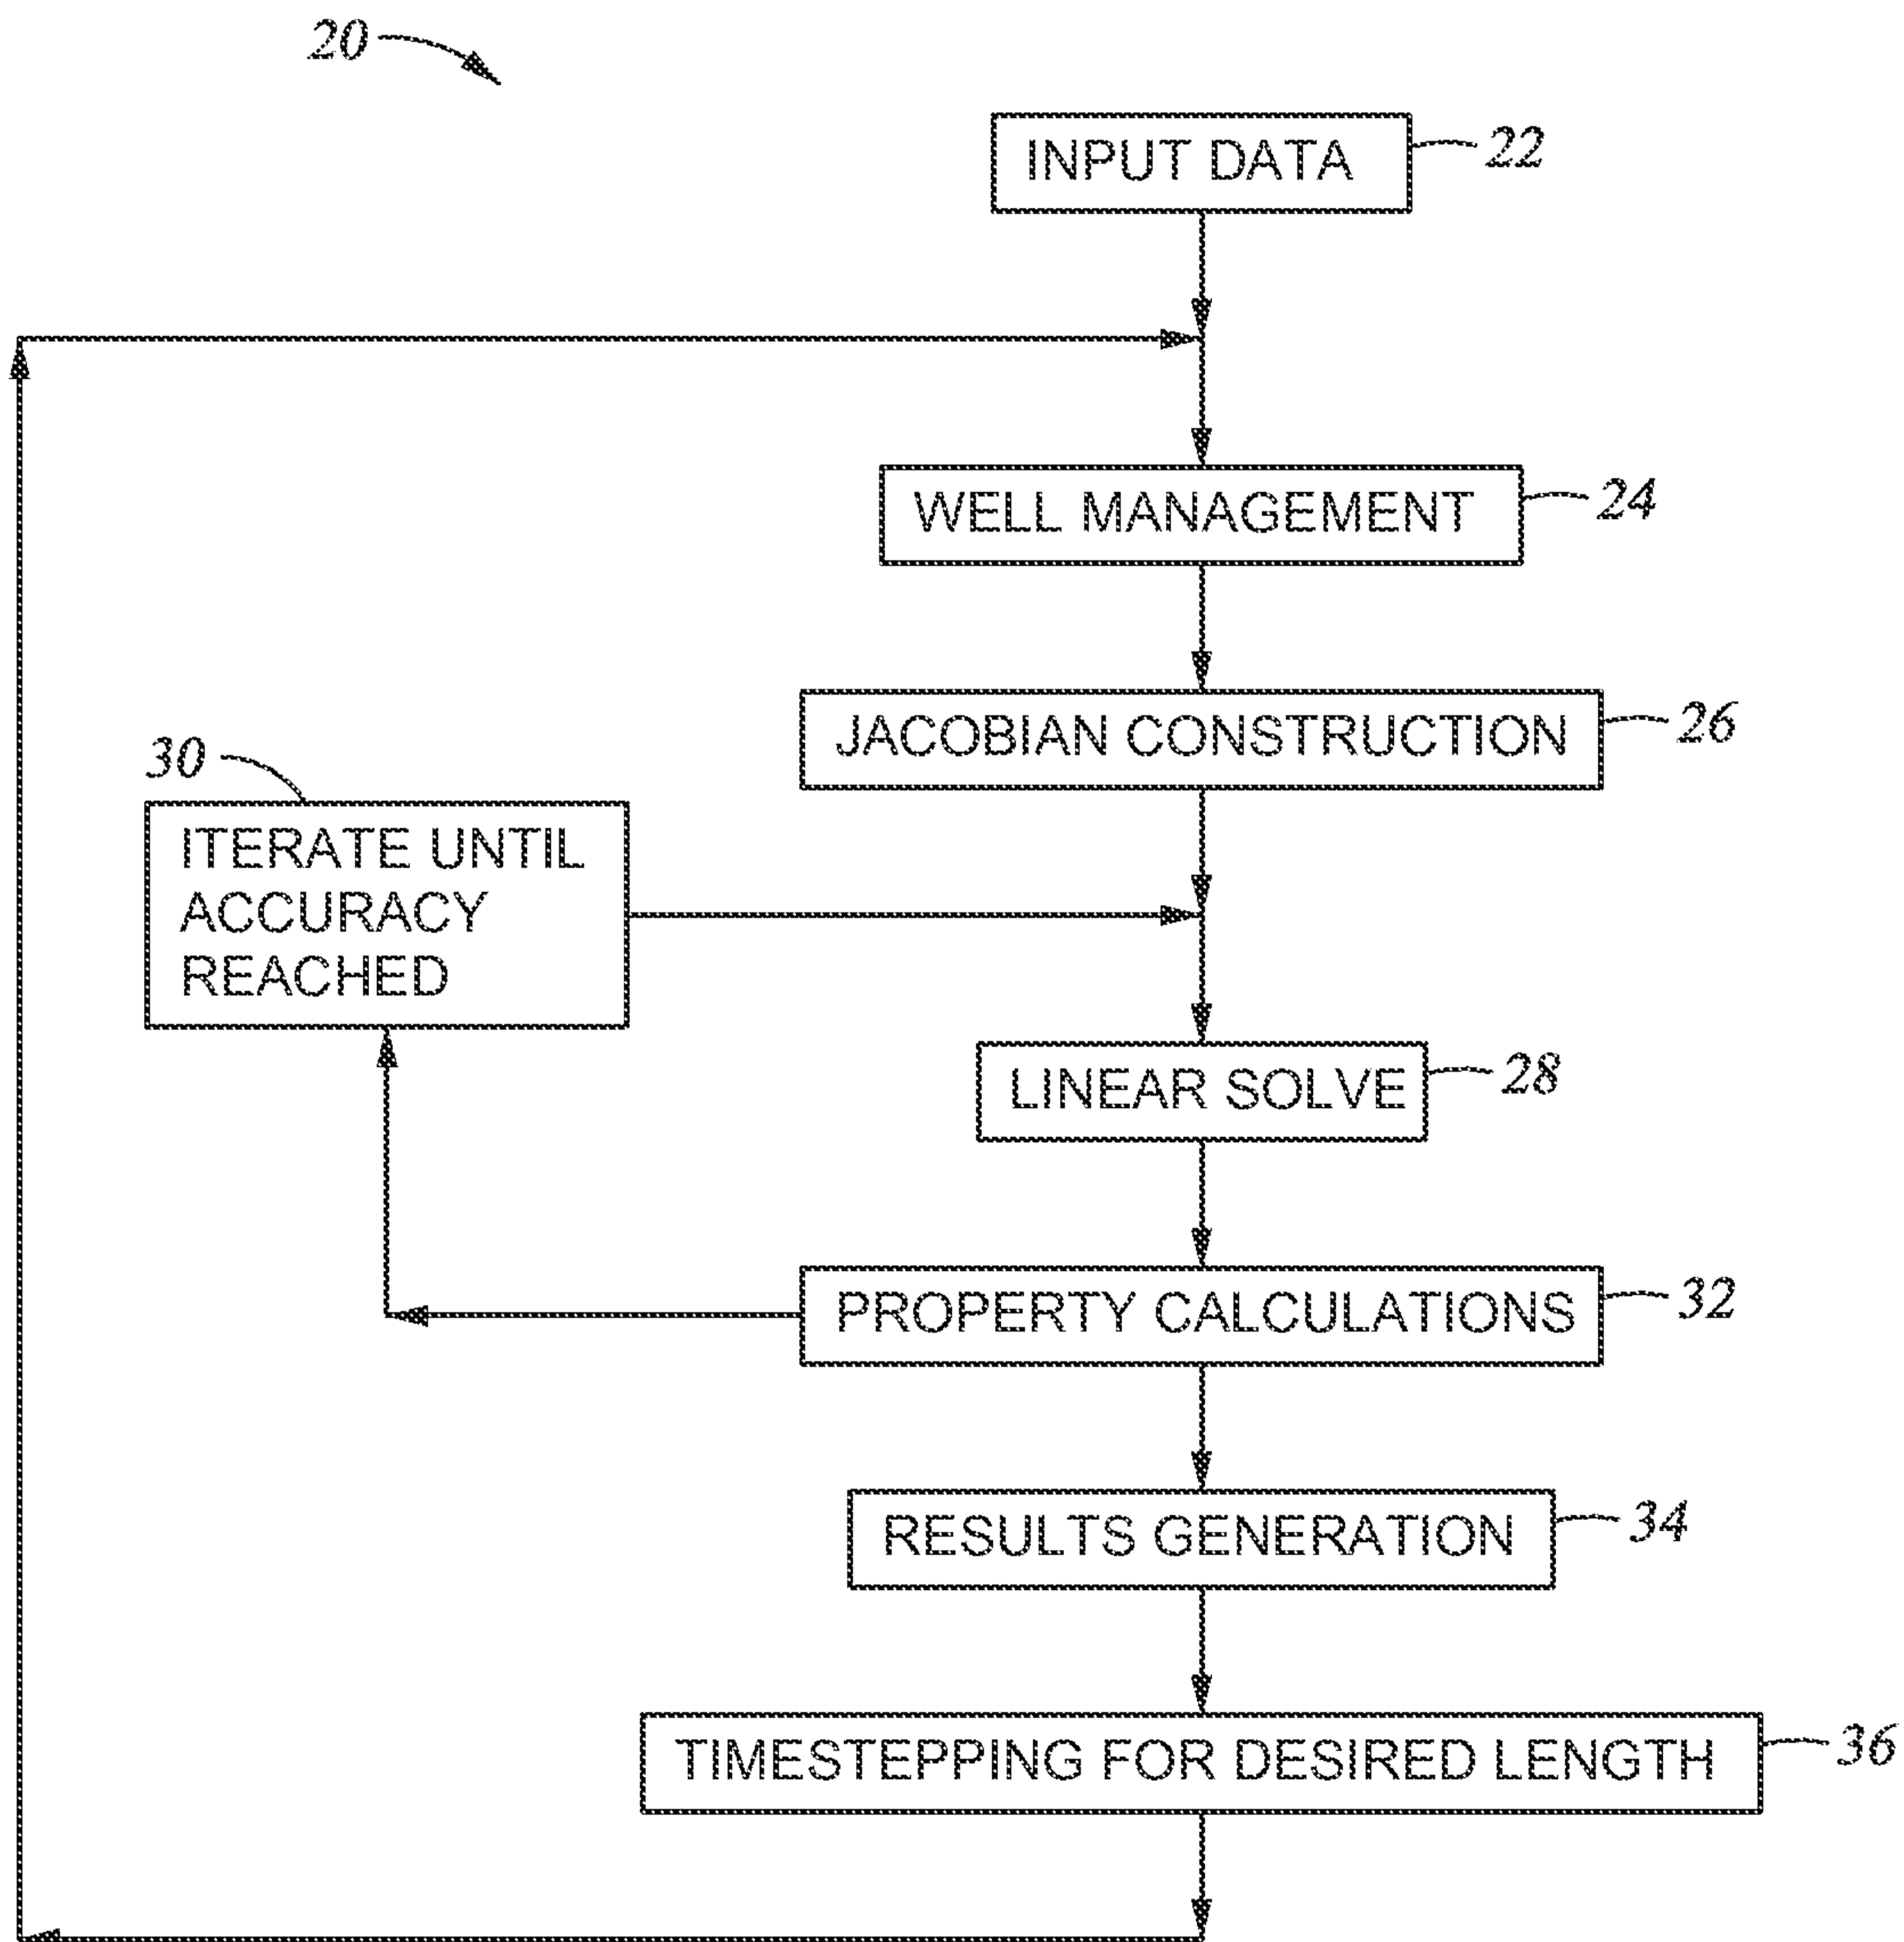 20
INPUT DATA
22
WELL MANAGEMENT
24
JACOBIAN CONSTRUCTION
26
30
ITERATE UNTIL
ACCURACY
REACHED
LINEAR SOLVE
28
PROPERTY CALCULATIONS
32
RESULTS GENERATION
34
TIMESTEPPING FOR DESIRED LENGTH
36